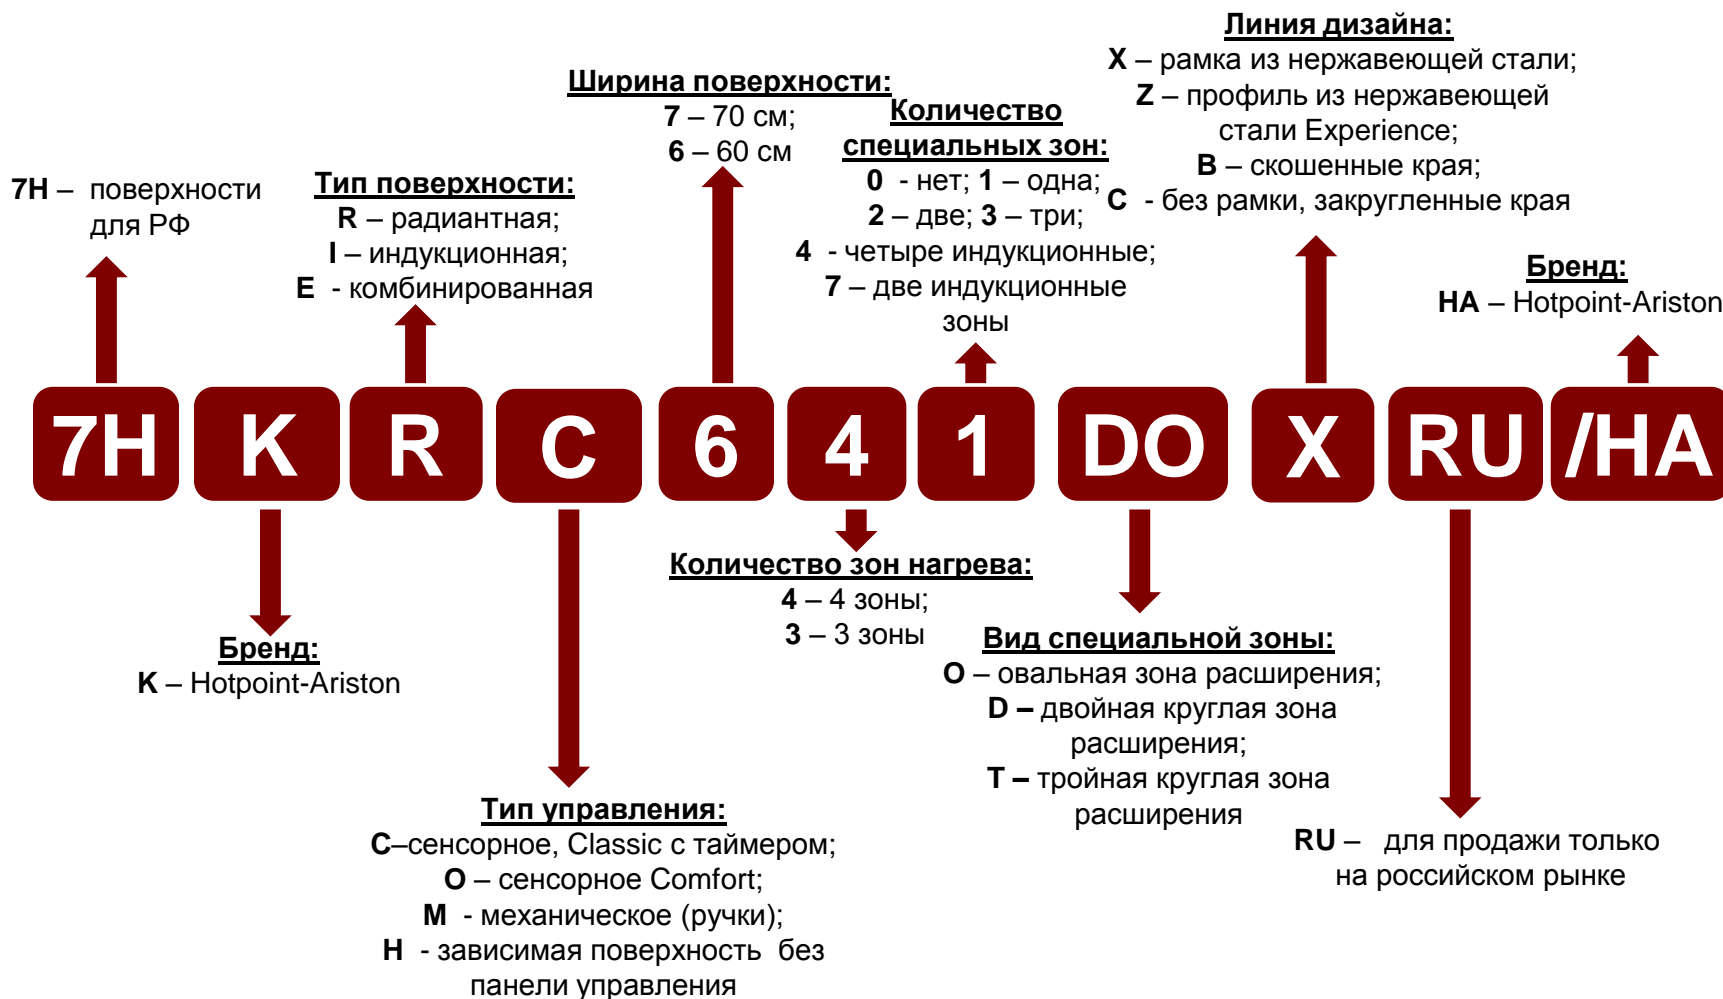 7H – поверхности
для РФ
Тип поверхности:
R – радиантная;
I – индукционная;
E - комбинированная
Ширина поверхности:
7 – 70 см;
6 – 60 см
Количество
специальных зон:
0 - нет; 1 – одна;
2 – две; 3 – три;
4 - четыре индукционные;
7 – две индукционные
зоны
Линия дизайна:
X – рамка из нержавеющей стали;
Z – профиль из нержавеющей
стали Experience;
B – скошенные края;
C - без рамки, закругленные края
Бренд:
HA – Hotpoint-Ariston
7H K R C 6 4 1 DO X RU /HA
Бренд:
K – Hotpoint-Ariston
Тип управления:
C–сенсорное, Classic с таймером;
O – сенсорное Comfort;
M - механическое (ручки);
H - зависимая поверхность без
панели управления
Количество зон нагрева:
4 – 4 зоны;
3 – 3 зоны
Вид специальной зоны:
O – овальная зона расширения;
D – двойная круглая зона
расширения;
T – тройная круглая зона
расширения
RU – для продажи только
на российском рынке